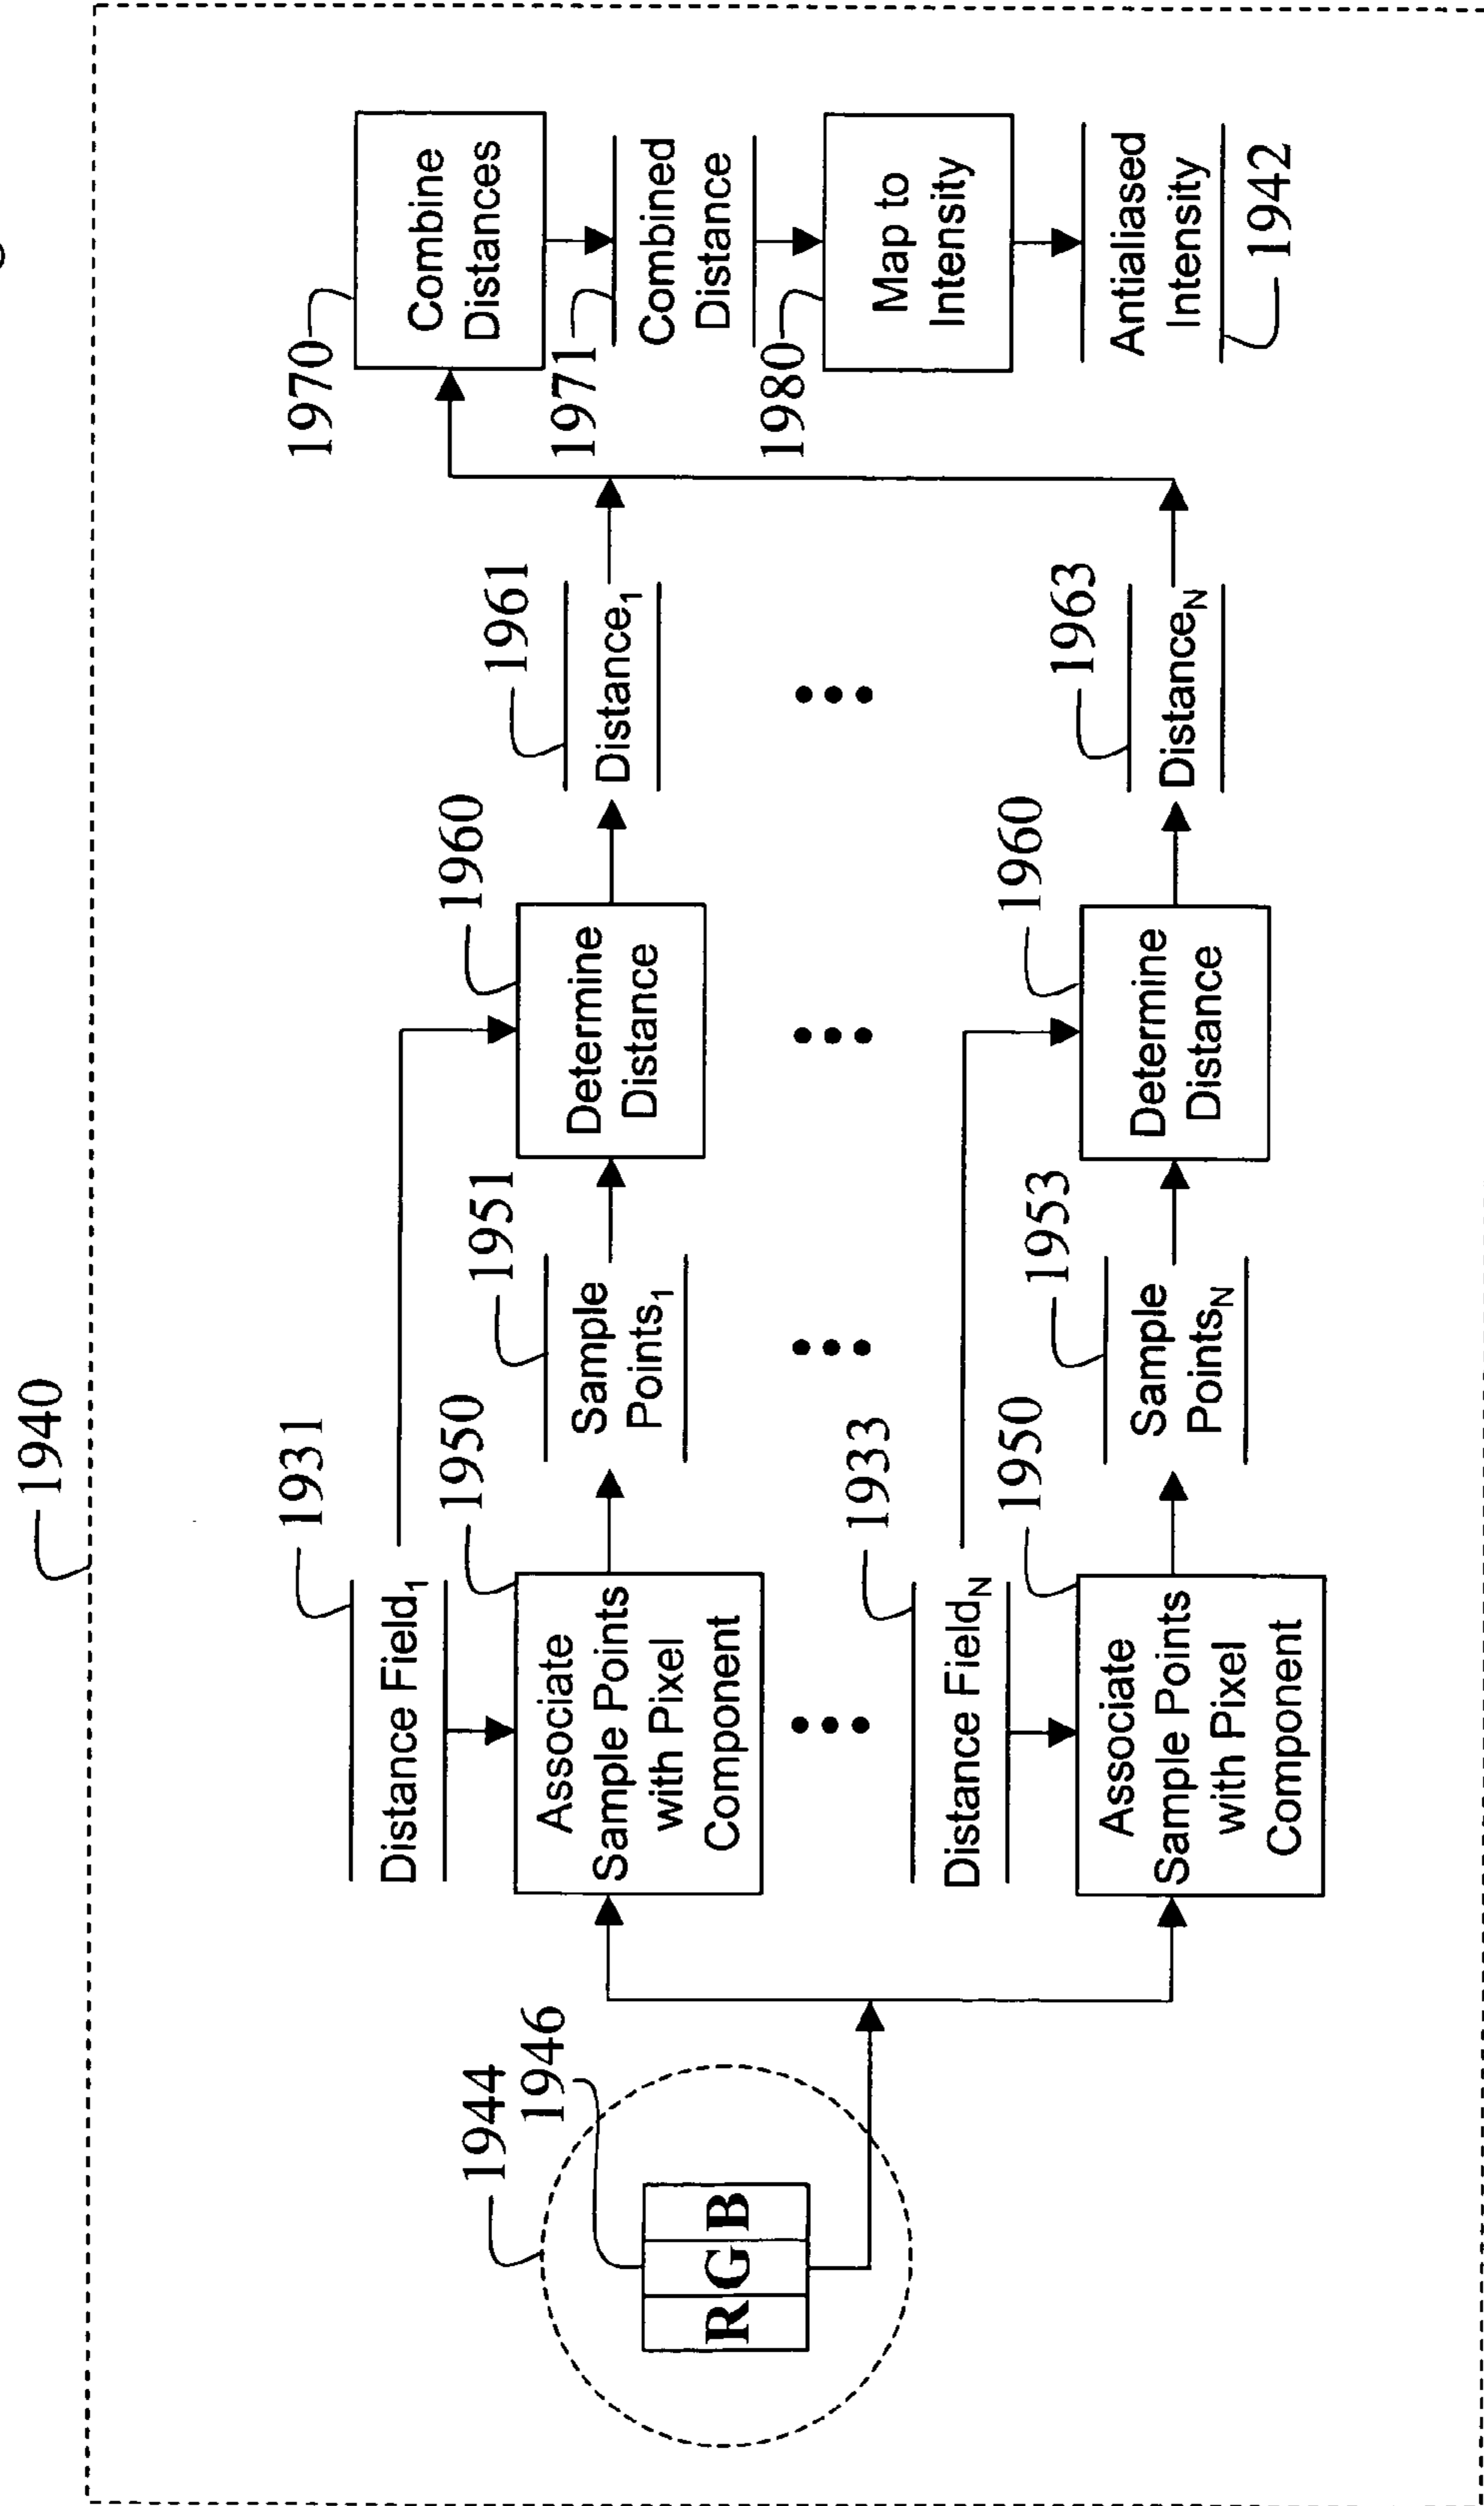 1940
1944
1946
R G B
1931
Distance Field1
1950
Associate
Sample Points
with Pixel
Component
1951
Sample
Points1
1960
Determine
Distance
1961
Distance1
1933
Distance FieldN
1950
Associate
Sample Points
with Pixel
Component
1953
Sample
PointsN
1960
Determine
Distance
1963
DistanceN
1970
Combine
Distances
1971
Combined
Distance
1980
Map to
Intensity
Antialiased
Intensity
1942